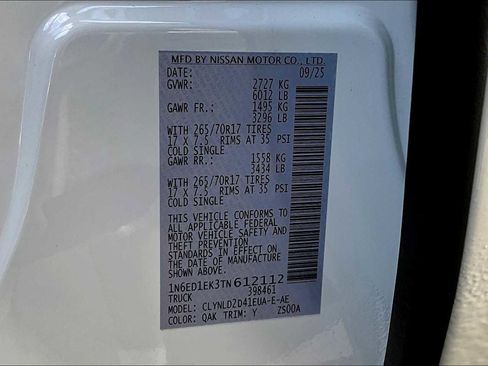 MFD BY NISSAN MOTOR CO., LTD.
DATE: 09/25
GVWR: 2727 KG
6012 LB
GAWR FR.: 1495 KG
3296 LB
WITH 265/70R17 TIRES
17 X 7.5 RIMS AT 35 PSI
COLD SINGLE
GAWR RR.: 1558 KG
3434 LB
WITH 265/70R17 TIRES
17 X 7.5 RIMS AT 35 PSI
COLD SINGLE
THIS VEHICLE CONFORMS TO
ALL APPLICABLE FEDERAL
MOTOR VEHICLE SAFETY
AND THEFT PREVENTION
STANDARDS IN EFFECT ON
THE DATE OF MANUFACTURE
SHOWN ABOVE.
1N6ED1EK3TN612112
TRUCK 398461
MODEL: CLYNLD2D41EUA-E-AE
COLOR: QAK TRIM: Y ZS00A